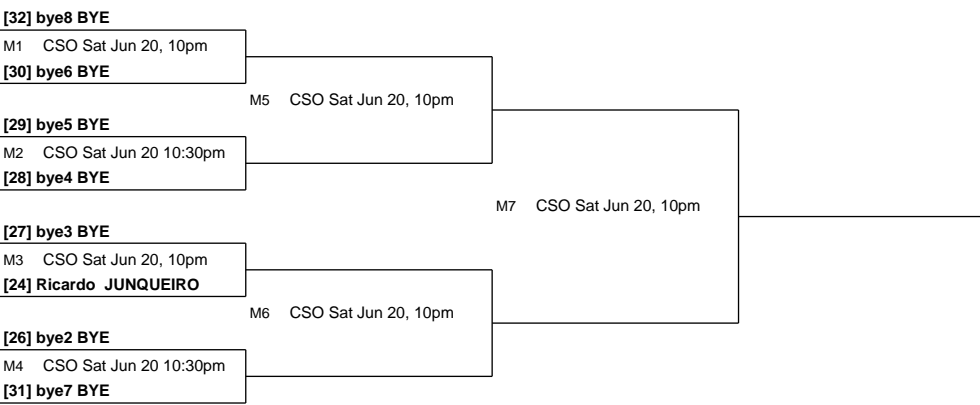 [32] bye8 BYE
M1 CSO Sat Jun 20, 10pm
[30] bye6 BYE
M5 CSO Sat Jun 20, 10pm
[29] bye5 BYE
M2 CSO Sat Jun 20 10:30pm
[28] bye4 BYE
M7 CSO Sat Jun 20, 10pm
[27] bye3 BYE
M3 CSO Sat Jun 20, 10pm
[24] Ricardo JUNQUEIRO
M6 CSO Sat Jun 20, 10pm
[26] bye2 BYE
M4 CSO Sat Jun 20 10:30pm
[31] bye7 BYE